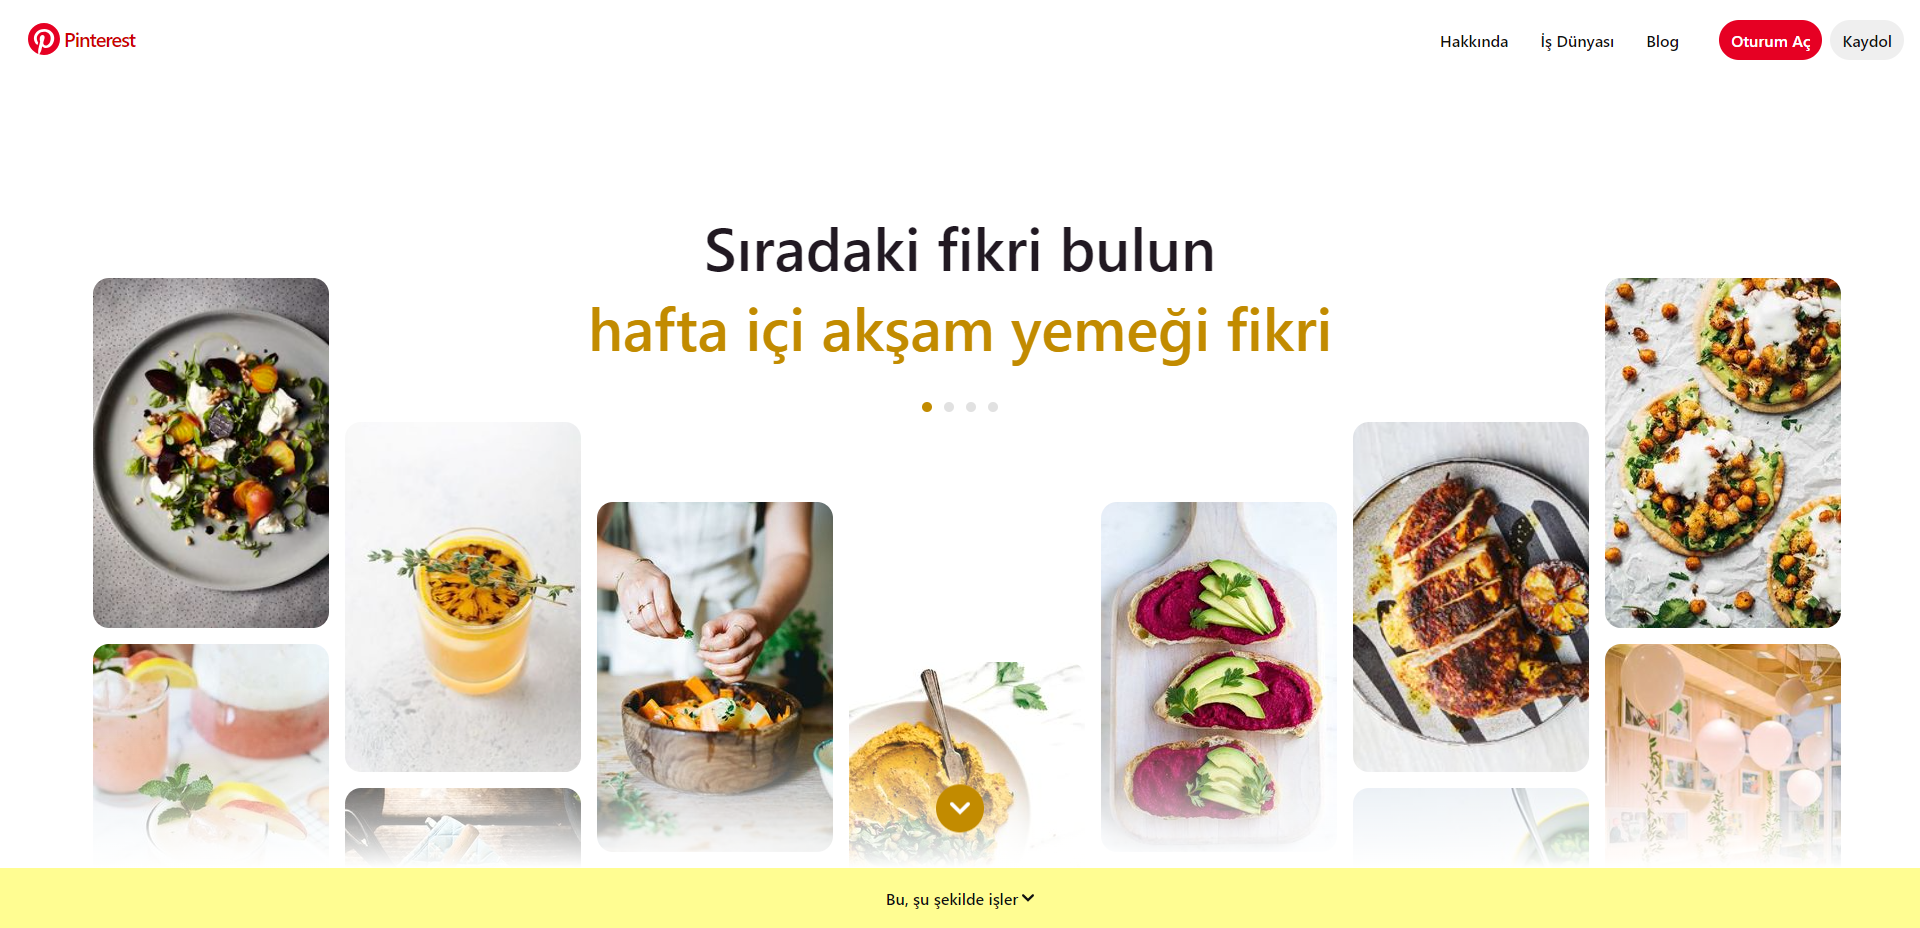 Pinterest
Hakkında
İş Dünyası
Blog
Oturum Aç
Kaydol
Sıradaki fikri bulun
hafta içi akşam yemeği fikri
Bu, şu şekilde işler